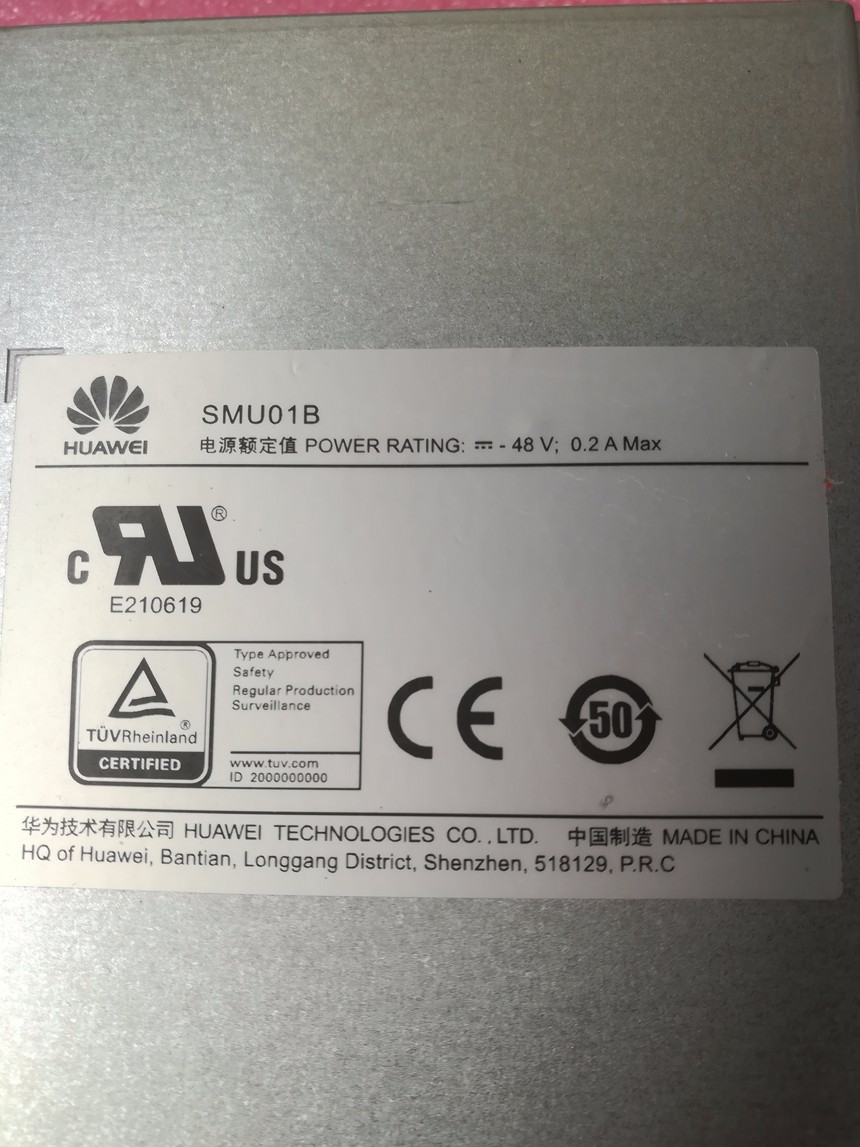 HUAWEI
SMU01B
电源额定值 POWER RATING: ⎓ - 48 V; 0.2 A Max
c RU ® US
E210619
TÜVRheinland ®
CERTIFIED
Type Approved
Safety
Regular Production
Surveillance
www.tuv.com
ID 2000000000
CE
50
华为技术有限公司 HUAWEI TECHNOLOGIES CO.,LTD. 中国制造 MADE IN CHINA
HQ of Huawei, Bantian, Longgang District, Shenzhen, 518129, P.R.C